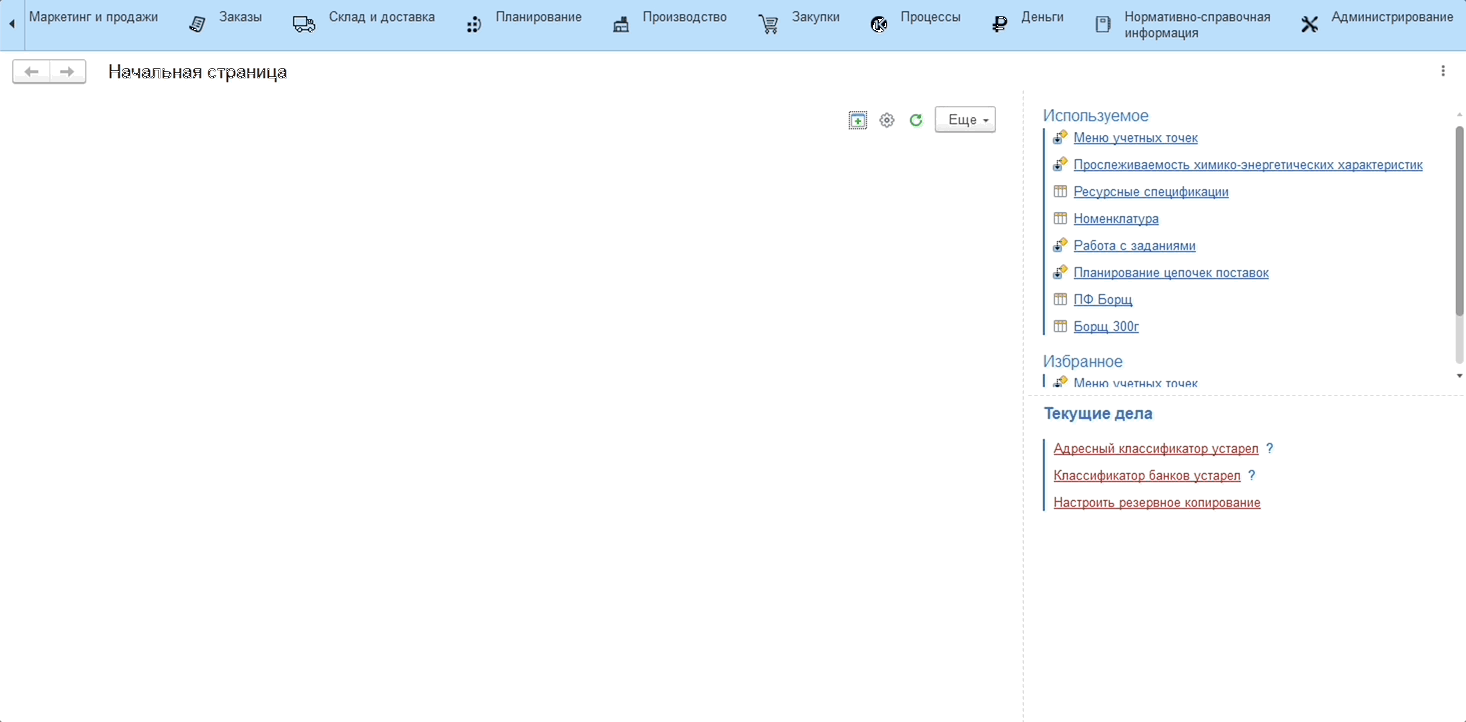 Маркетинг и продажи
Заказы
Склад и доставка
Планирование
Производство
Закупки
Процессы
Деньги
Нормативно-справочная
информация
Администрирование
Начальная страница
Еще
Используемое
Меню учетных точек
Прослеживаемость химико-энергетических характеристик
Ресурсные спецификации
Номенклатура
Работа с заданиями
Планирование цепочек поставок
ПФ Борщ
Борщ 300г
Избранное
Меню учетных точек
Текущие дела
Адресный классификатор устарел ?
Классификатор банков устарел ?
Настроить резервное копирование